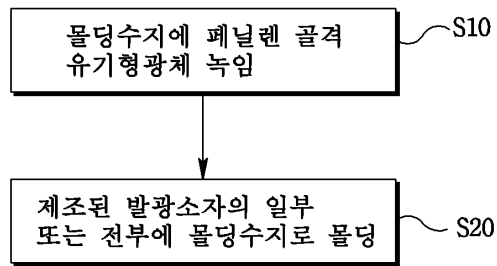 몰딩수지에 페닐렌 골격
유기형광체 녹임
S10
제조된 발광소자의 일부
또는 전부에 몰딩수지로 몰딩
S20